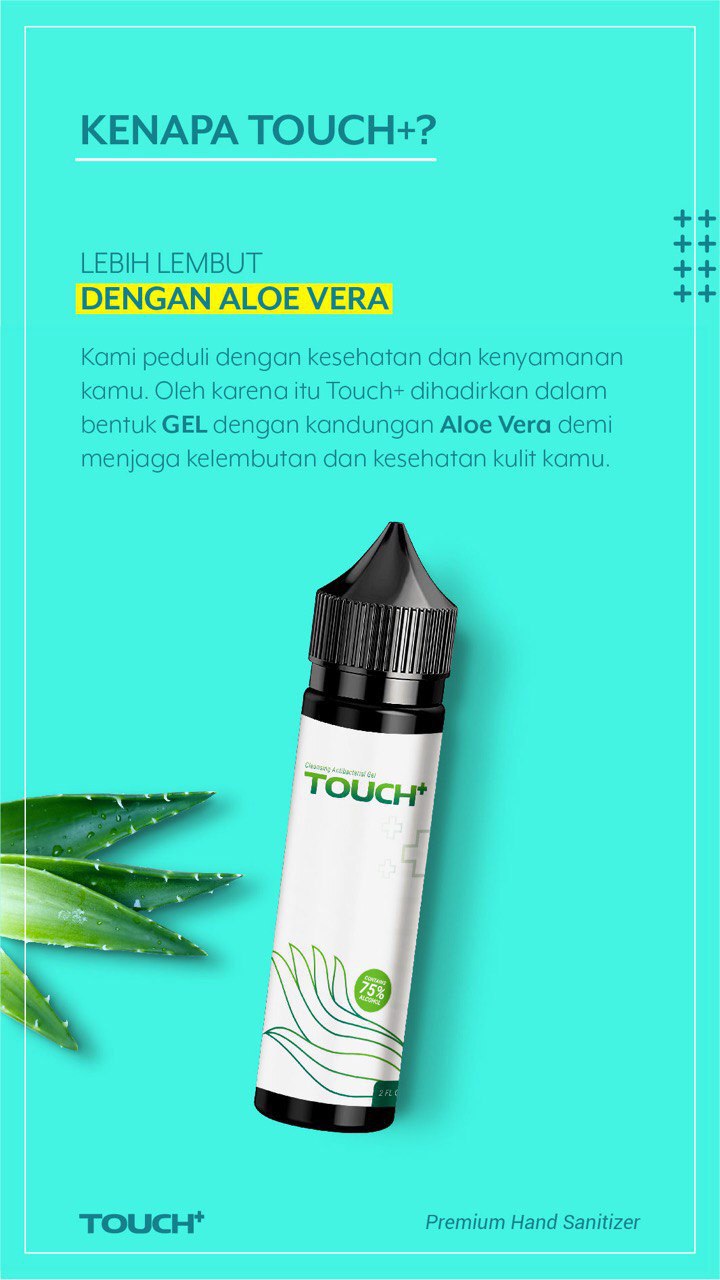 KENAPA TOUCH+?
LEBIH LEMBUT
DENGAN ALOE VERA
Kami peduli dengan kesehatan dan kenyamanan
kamu. Oleh karena itu Touch+ dihadirkan dalam
bentuk GEL dengan kandungan Aloe Vera demi
menjaga kelembutan dan kesehatan kulit kamu.
Cleansing Antibacterial Gel
TOUCH+
CONTAINS
75%
ALCOHOL
2 FL
TOUCH+
Premium Hand Sanitizer